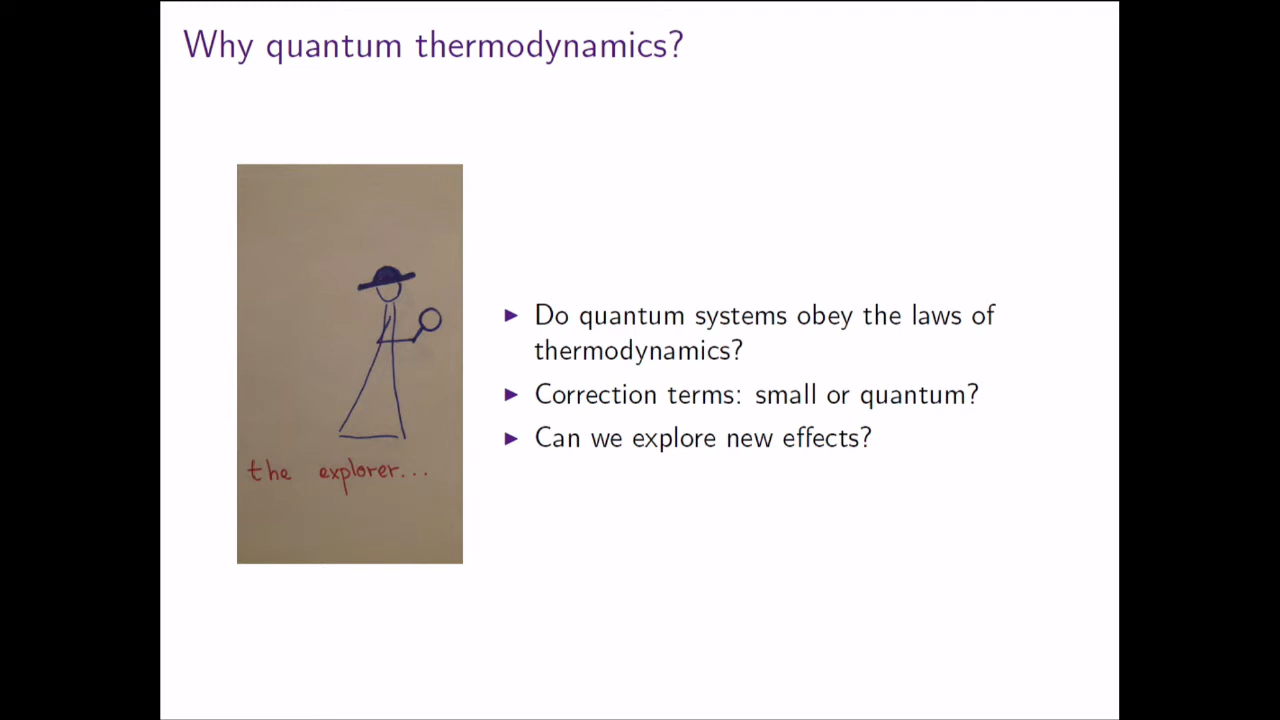 Why quantum thermodynamics?
the explorer...
▶ Do quantum systems obey the laws of
thermodynamics?
▶ Correction terms: small or quantum?
▶ Can we explore new effects?